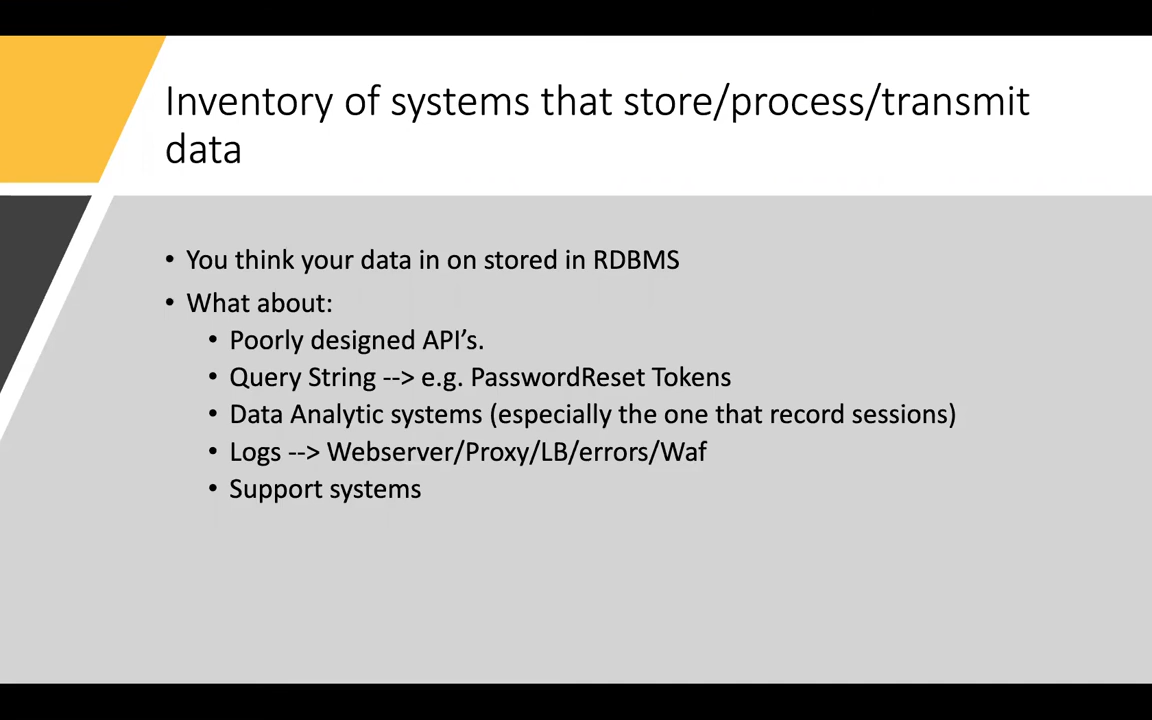 Inventory of systems that store/process/transmit
data
• You think your data in on stored in RDBMS
• What about:
• Poorly designed API’s.
• Query String --> e.g. PasswordReset Tokens
• Data Analytic systems (especially the one that record sessions)
• Logs --> Webserver/Proxy/LB/errors/Waf
• Support systems